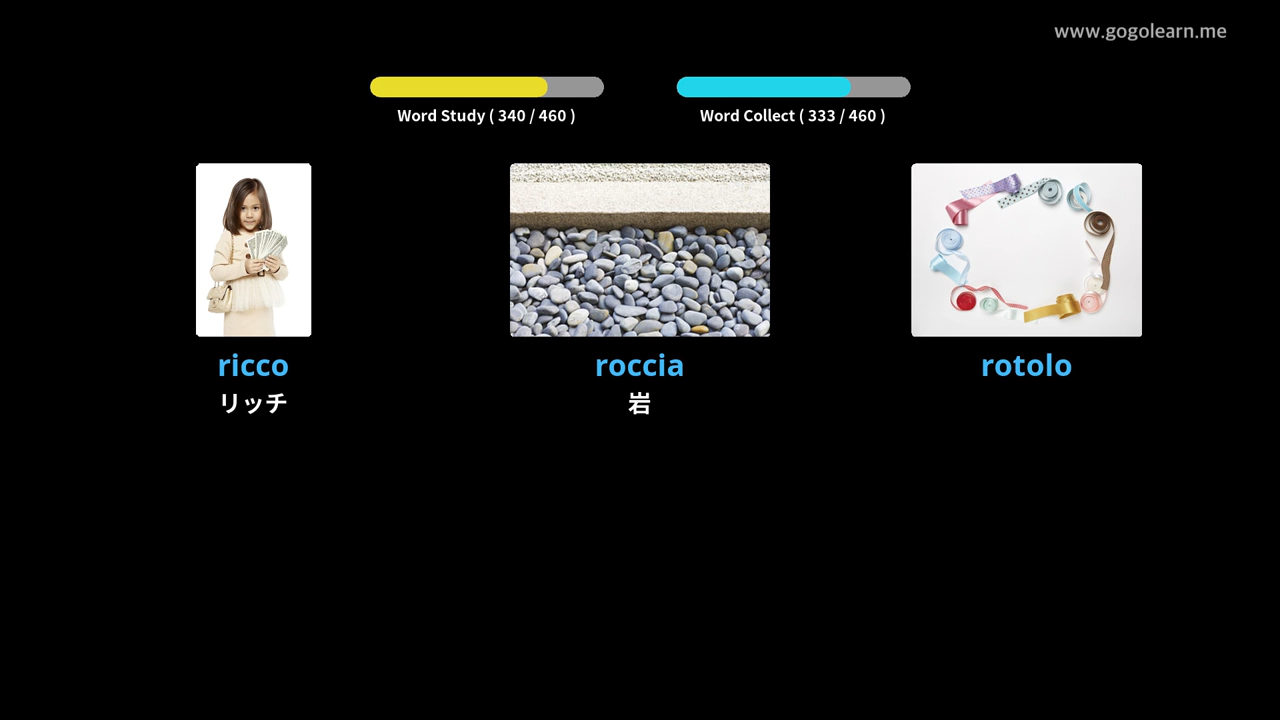 www.gogolearn.me
Word Study ( 340 / 460 )
Word Collect ( 333 / 460 )
ricco
リッチ
roccia
岩
rotolo